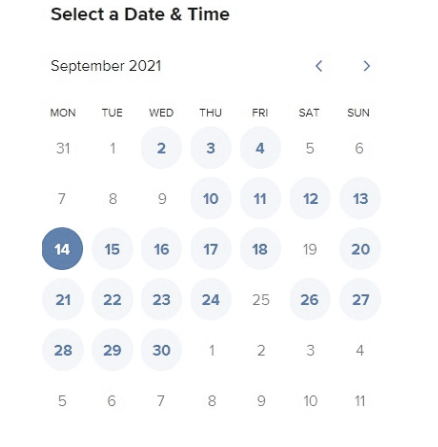 Select a Date & Time
September 2021
MON TUE WED THU FRI SAT SUN
31 1 2 3 4 5 6
7 8 9 10 11 12 13
14 15 16 17 18 19 20
21 22 23 24 25 26 27
28 29 30 1 2 3 4
5 6 7 8 9 10 11